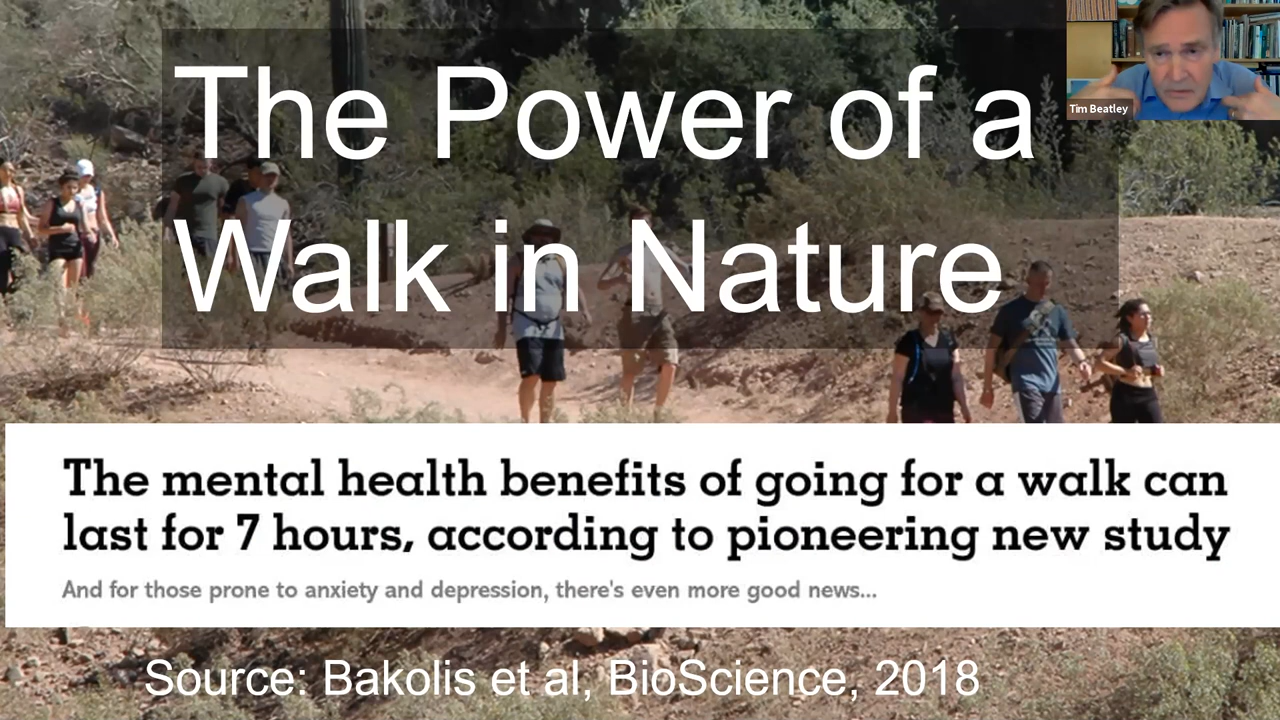 The Power of a
Walk in Nature
Tim Beatley
The mental health benefits of going for a walk can
last for 7 hours, according to pioneering new study
And for those prone to anxiety and depression, there's even more good news...
Source: Bakolis et al, BioScience, 2018